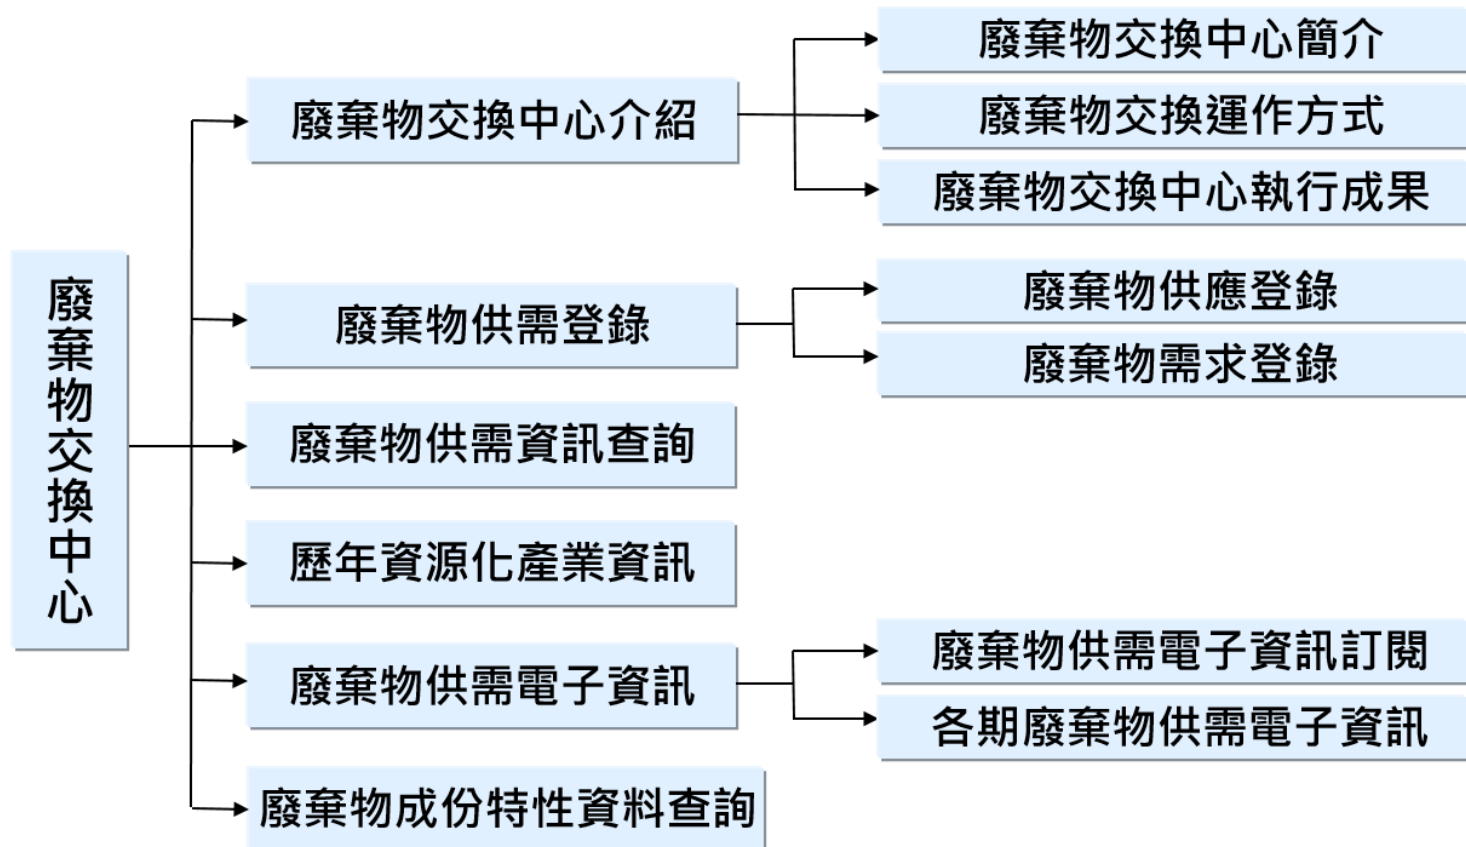 廢棄物交換中心
廢棄物交換中心介紹
廢棄物交換中心簡介
廢棄物交換運作方式
廢棄物交換中心執行成果
廢棄物供需登錄
廢棄物供應登錄
廢棄物需求登錄
廢棄物供需資訊查詢
歷年資源化產業資訊
廢棄物供需電子資訊
廢棄物供需電子資訊訂閱
各期廢棄物供需電子資訊
廢棄物成份特性資料查詢